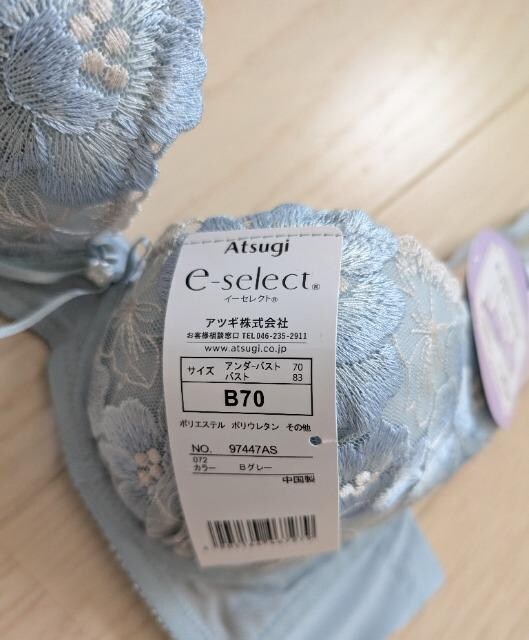 Atsugi
e-select®
イーセレクト®
アツギ株式会社
お客様相談窓口 TEL 046-235-2911
www.atsugi.co.jp
サイズ アンダーバスト 70
バスト 83
B70
ポリエステル ポリウレタン その他
NO. 97447AS
072
カラー Bグレー
中国製